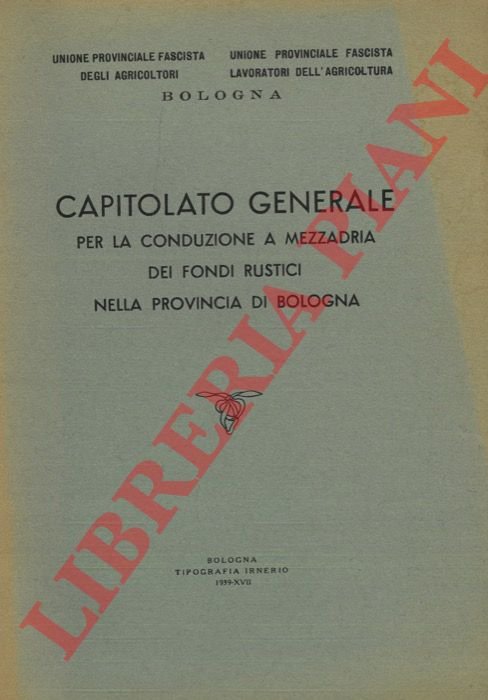 UNIONE PROVINCIALE FASCISTA
DEGLI AGRICOLTORI
UNIONE PROVINCIALE FASCISTA
LAVORATORI DELL'AGRICOLTURA
BOLOGNA
CAPITOLATO GENERALE
PER LA CONDUZIONE A MEZZADRIA
DEI FONDI RUSTICI
NELLA PROVINCIA DI BOLOGNA
BOLOGNA
TIPOGRAFIA IRNERIO
1939-XVII
LIBRERIA PIANI